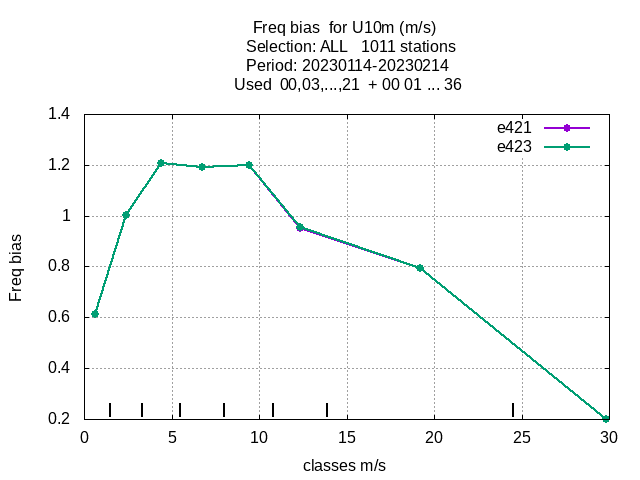 Freq bias  for U10m (m/s)
Selection: ALL   1011 stations
Period: 20230114-20230214
Used  00,03,...,21  + 00 01 ... 36
e421
e423
1.4
1.2
1
0.8
0.6
0.4
0.2
Freq bias
0 5 10 15 20 25 30
classes m/s